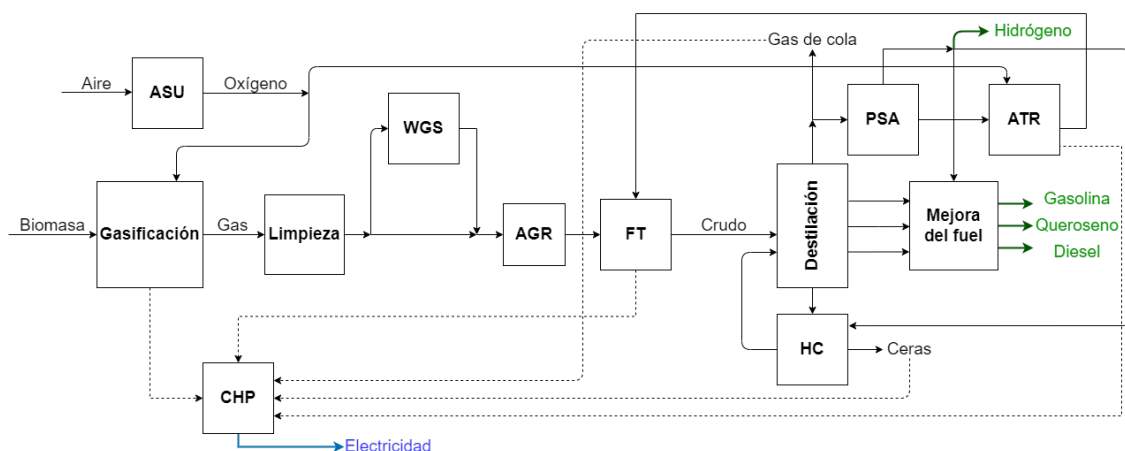 Hidrógeno
Gas de cola
Aire
ASU
Oxígeno
PSA
ATR
WGS
Biomasa
Gasificación
Gas
Limpieza
AGR
FT
Crudo
Destilación
Mejora
del fuel
Gasolina
Queroseno
Diesel
HC
Ceras
CHP
Electricidad